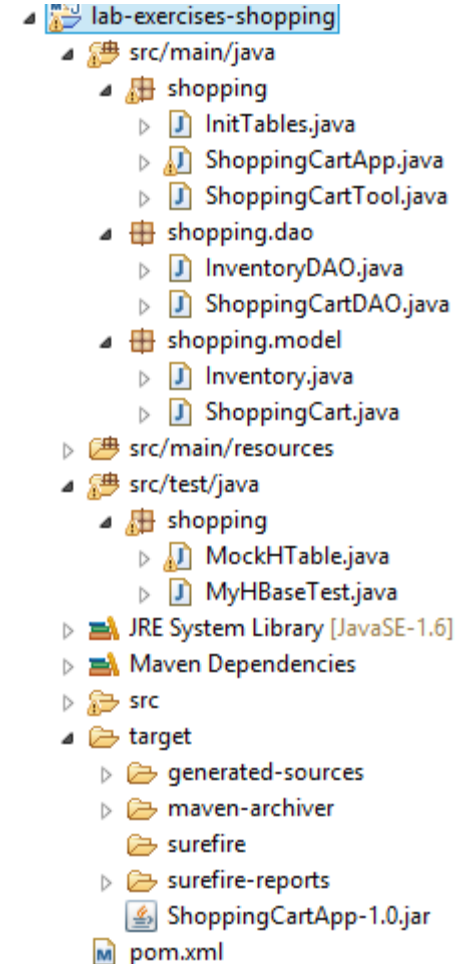 lab-exercises-shopping
src/main/java
shopping
InitTables.java
ShoppingCartApp.java
ShoppingCartTool.java
shopping.dao
InventoryDAO.java
ShoppingCartDAO.java
shopping.model
Inventory.java
ShoppingCart.java
src/main/resources
src/test/java
shopping
MockHTable.java
MyHBaseTest.java
JRE System Library [JavaSE-1.6]
Maven Dependencies
src
target
generated-sources
maven-archiver
surefire
surefire-reports
ShoppingCartApp-1.0.jar
pom.xml